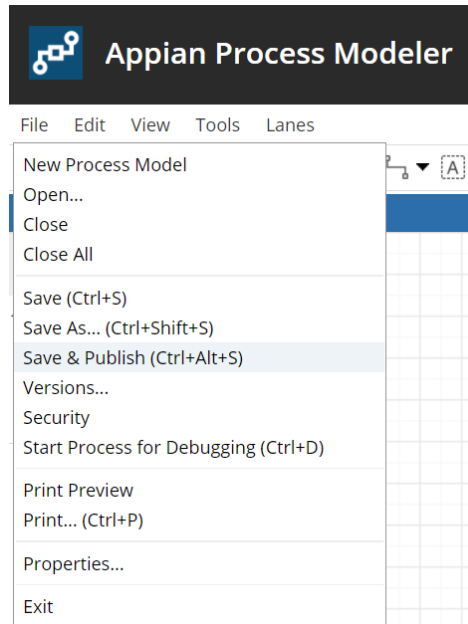 Appian Process Modeler
File Edit View Tools Lanes
New Process Model
Open...
Close
Close All
A
Save (Ctrl+S)
Save As... (Ctrl+Shift+S)
Save & Publish (Ctrl+Alt+S)
Versions...
Security
Start Process for Debugging (Ctrl+D)
Print Preview
Print... (Ctrl+P)
Properties...
Exit